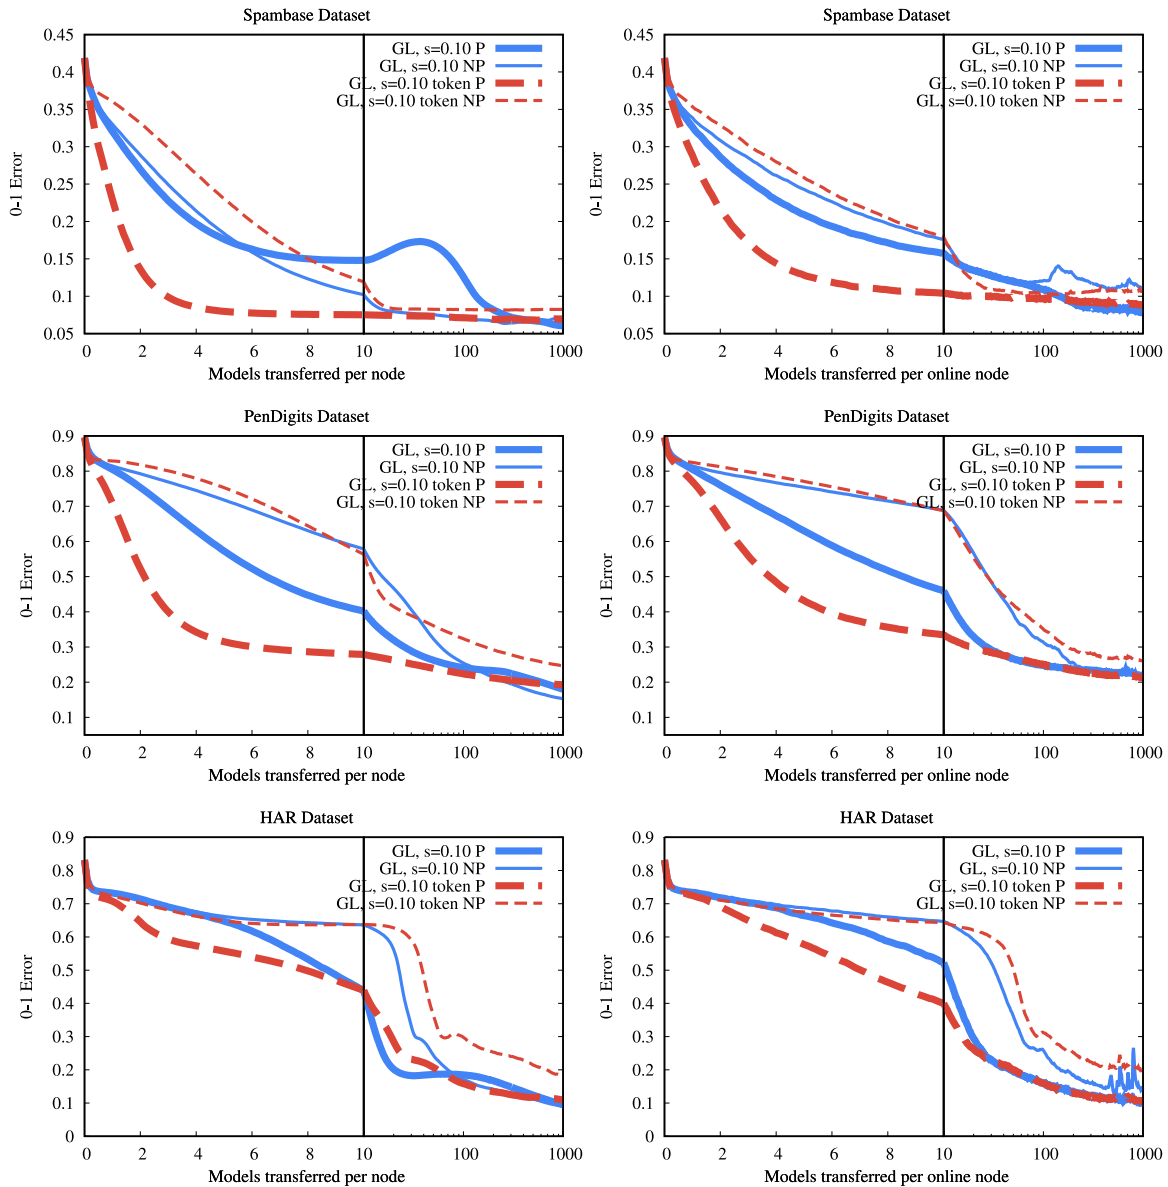 Spambase Dataset
0-1 Error
0.45
0.4
0.35
0.3
0.25
0.2
0.15
0.1
0.05
GL, s=0.10 P
GL, s=0.10 NP
GL, s=0.10 token P
GL, s=0.10 token NP
0 2 4 6 8 10 100 1000
Models transferred per node
Spambase Dataset
0-1 Error
0.45
0.4
0.35
0.3
0.25
0.2
0.15
0.1
0.05
GL, s=0.10 P
GL, s=0.10 NP
GL, s=0.10 token P
GL, s=0.10 token NP
0 2 4 6 8 10 100 1000
Models transferred per online node
PenDigits Dataset
0-1 Error
0.9
0.8
0.7
0.6
0.5
0.4
0.3
0.2
0.1
GL, s=0.10 P
GL, s=0.10 NP
GL, s=0.10 token P
GL, s=0.10 token NP
0 2 4 6 8 10 100 1000
Models transferred per node
PenDigits Dataset
0-1 Error
0.9
0.8
0.7
0.6
0.5
0.4
0.3
0.2
0.1
GL, s=0.10 P
GL, s=0.10 NP
GL, s=0.10 token P
GL, s=0.10 token NP
0 2 4 6 8 10 100 1000
Models transferred per online node
HAR Dataset
0-1 Error
0.9
0.8
0.7
0.6
0.5
0.4
0.3
0.2
0.1
0
GL, s=0.10 P
GL, s=0.10 NP
GL, s=0.10 token P
GL, s=0.10 token NP
0 2 4 6 8 10 100 1000
Models transferred per node
HAR Dataset
0-1 Error
0.9
0.8
0.7
0.6
0.5
0.4
0.3
0.2
0.1
0
GL, s=0.10 P
GL, s=0.10 NP
GL, s=0.10 token P
GL, s=0.10 token NP
0 2 4 6 8 10 100 1000
Models transferred per online node